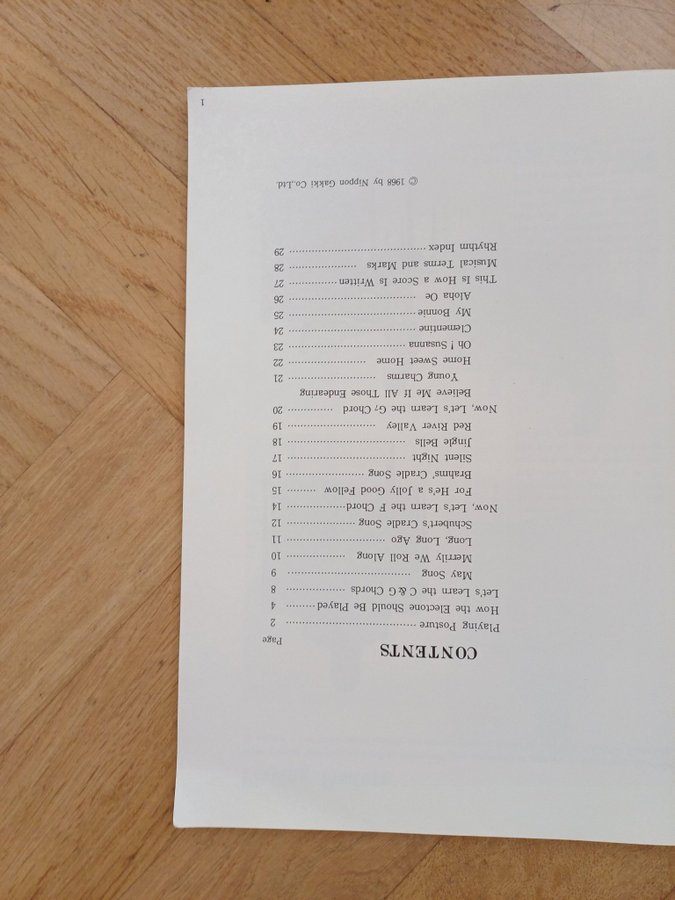 CONTENTS
Page
Playing Posture ........................ 2
How the Electone Should Be Played ......... 4
Let's Learn the C & G Chords .................. 8
May Song ........................ 9
Merrily We Roll Along .................. 10
Long, Long Ago ........................ 11
Schubert's Cradle Song ..................... 12
Now, Let's Learn the F Chord .................. 14
For He's a Jolly Good Fellow ......... 15
Brahms' Cradle Song ........................ 16
Silent Night ........................ 17
Jingle Bells ........................ 18
Red River Valley ........................ 19
Now, Let's Learn the G7 Chord ............ 20
Believe Me If All Those Endearing
Young Charms ........................ 21
Home Sweet Home ........................ 22
Oh ! Susanna .............................. 23
Clementine .............................. 24
My Bonnie .............................. 25
Aloha Oe .............................. 26
This Is How a Score Is Written ............ 27
Musical Terms and Marks .................. 28
Rhythm Index .................................... 29
© 1968 by Nippon Gakki Co.,Ltd.
1